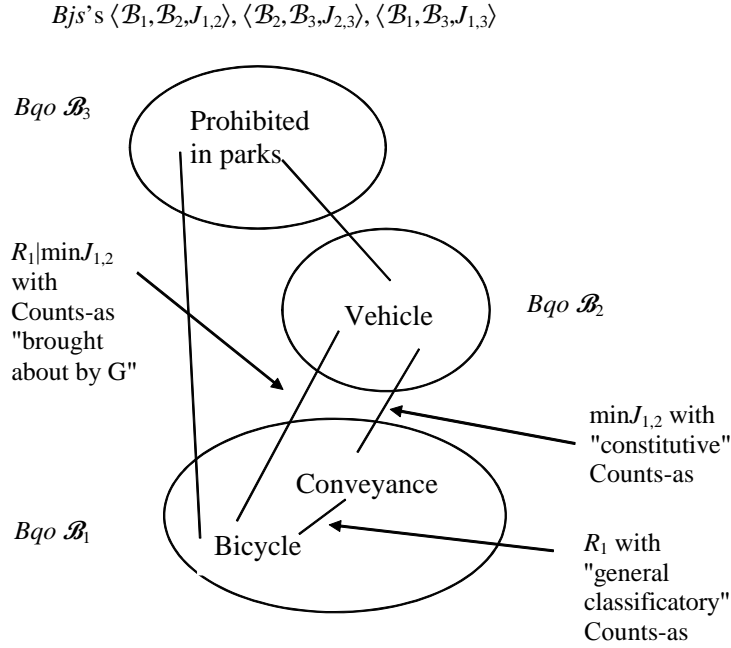 Bjs's ⟨ℬ₁,ℬ₂,J₁,₂⟩, ⟨ℬ₂,ℬ₃,J₂,₃⟩, ⟨ℬ₁,ℬ₃,J₁,₃⟩
Bqo ℬ₃
Prohibited
in parks
R₁|minJ₁,₂
with
Counts-as
"brought
about by G"
Vehicle
Bqo ℬ₂
minJ₁,₂ with
"constitutive"
Counts-as
Conveyance
Bqo ℬ₁
Bicycle
R₁ with
"general
classificatory"
Counts-as